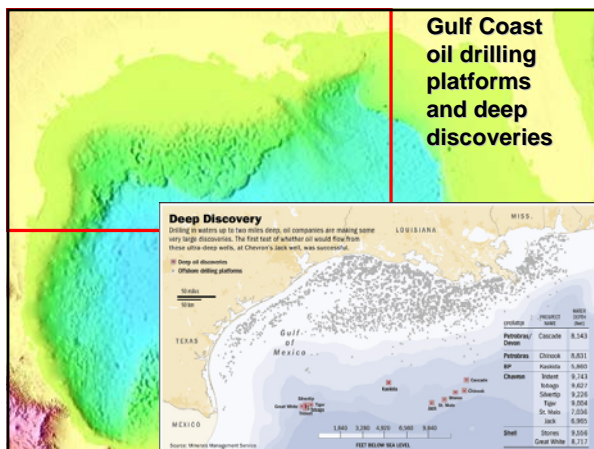 Gulf Coast
oil drilling
platforms
and deep
discoveries
Deep Discovery
Drilling in waters up to two miles deep, oil companies are making some
very large discoveries. The first test of whether oil would flow from
these ultra-deep wells, at Chevron's Jack well, was successful.
Deep oil discoveries
Offshore drilling platforms
50 miles
50 km
MISS.
LOUISIANA
TEXAS
Gulf
of
Mexico
MEXICO
Silvertip
Great White
Tiger
Tobago
Trident
Kaskida
Cascade
Chinook
Stones
St. Malo
Jack
OPERATOR
PROSPECT NAME
WATER DEPTH (feet)
Petrobras/Devon Cascade 8,143
Petrobras Chinook 8,831
BP Kaskida 5,860
Chevron Trident 9,743
Tobago 9,627
Silvertip 9,226
Tiger 9,004
St. Malo 7,036
Jack 6,965
Shell Stones 9,556
Great White 8,717
1,640 3,280 4,920 6,560 9,840
FEET BELOW SEA LEVEL
Source: Minerals Management Service